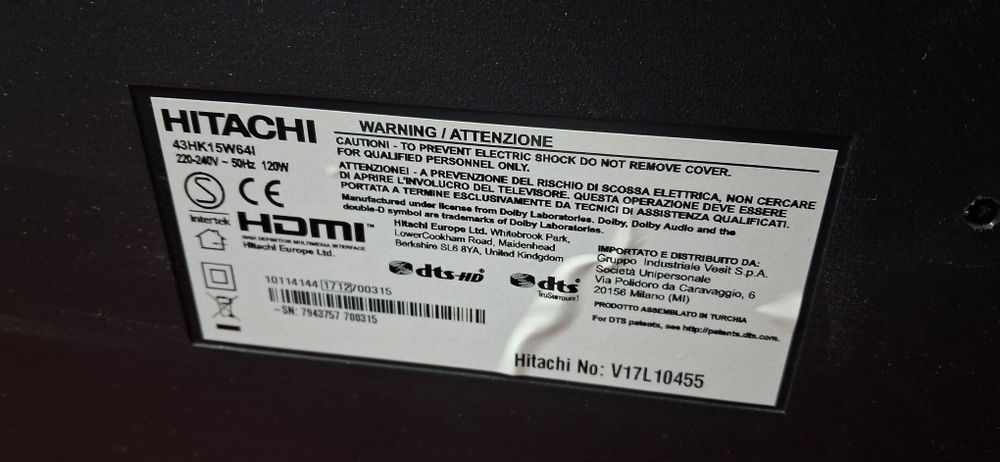 HITACHI
43HK15W64I
220-240V ~ 50Hz 120W
S CE
Intertek
HDMI™
HIGH DEFINITION MULTIMEDIA INTERFACE
Hitachi Europe Ltd.
WARNING / ATTENZIONE
CAUTION! - TO PREVENT ELECTRIC SHOCK DO NOT REMOVE COVER.
FOR QUALIFIED PERSONNEL ONLY.
ATTENZIONE! - A PREVENZIONE DEL RISCHIO DI SCOSSA ELETTRICA, NON CERCARE
DI APRIRE L'INVOLUCRO DEL TELEVISORE. QUESTA OPERAZIONE DEVE ESSERE
PORTATA A TERMINE ESCLUSIVAMENTE DA TECNICI DI ASSISTENZA QUALIFICATI.
Manufactured under license from Dolby Laboratories. Dolby, Dolby Audio and the
double-D symbol are trademarks of Dolby Laboratories.
Hitachi Europe Ltd. Whitebrook Park,
LowerCookham Road, Maidenhead
Berkshire SL6 8YA, United Kingdgom
dts-HD®
dts®
TruSurround
IMPORTATO E DISTRIBUITO DA:
Gruppo Industriale Vesit S.p.A.
Società Unipersonale
Via Polidoro da Caravaggio, 6
20156 Milano (MI)
PRODOTTO ASSEMBLATO IN TURCHIA
For DTS patents, see http://patents.dts.com.
10114144 1712 700315
-SN: 7943757 700315
Hitachi No: V17L10455